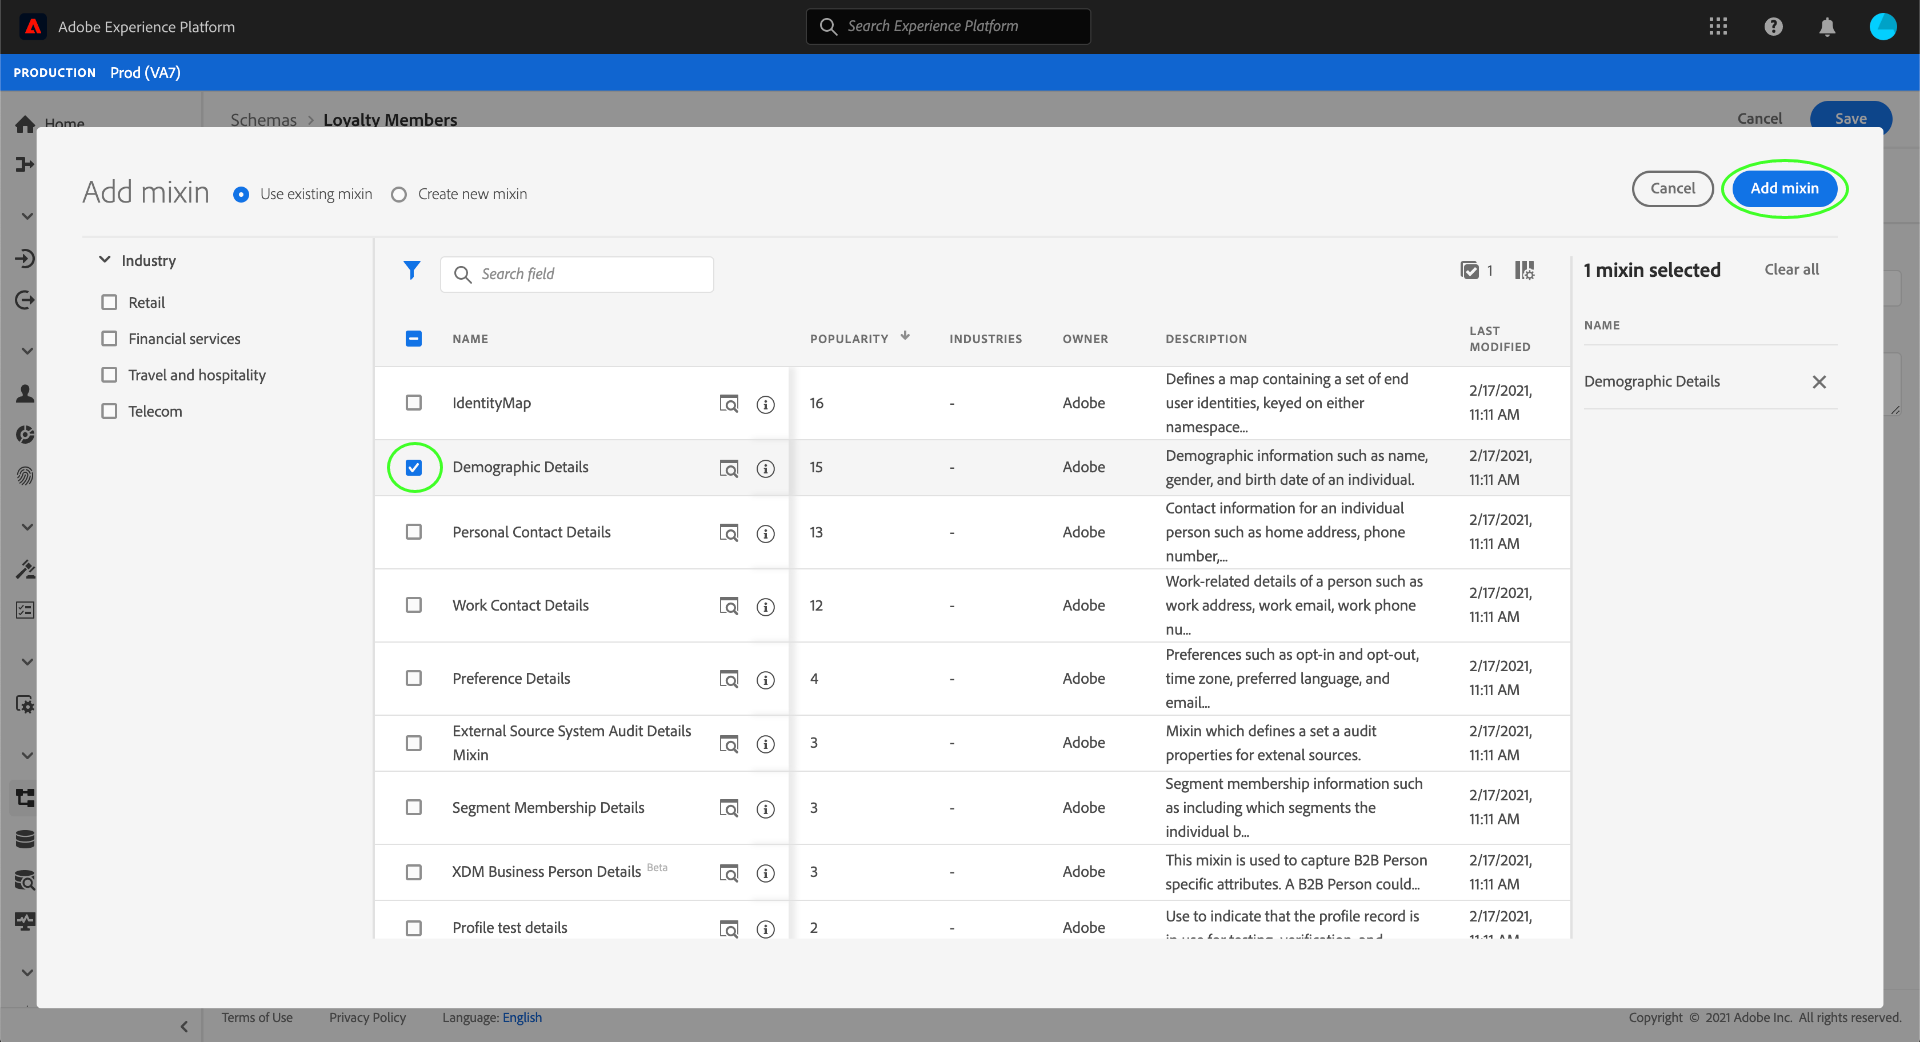 Adobe Experience Platform
Search Experience Platform
PRODUCTION Prod (VA7)
Home
Schemas > Loyalty Members
Cancel
Save
Add mixin
Use existing mixin
Create new mixin
Cancel
Add mixin
Industry
Retail
Financial services
Travel and hospitality
Telecom
Search field
1
1 mixin selected
Clear all
NAME
Demographic Details
NAME POPULARITY INDUSTRIES OWNER DESCRIPTION LAST
MODIFIED
IdentityMap 16 - Adobe Defines a map containing a set of end
user identities, keyed on either
namespace...
2/17/2021,
11:11 AM
Demographic Details 15 - Adobe Demographic information such as name,
gender, and birth date of an individual.
2/17/2021,
11:11 AM
Personal Contact Details 13 - Adobe Contact information for an individual
person such as home address, phone
number,...
2/17/2021,
11:11 AM
Work Contact Details 12 - Adobe Work-related details of a person such as
work address, work email, work phone
nu...
2/17/2021,
11:11 AM
Preference Details 4 - Adobe Preferences such as opt-in and opt-out,
time zone, preferred language, and
email...
2/17/2021,
11:11 AM
External Source System Audit Details
Mixin
3 - Adobe Mixin which defines a set a audit
properties for extenal sources.
2/17/2021,
11:11 AM
Segment Membership Details 3 - Adobe Segment membership information such
as including which segments the
individual b...
2/17/2021,
11:11 AM
XDM Business Person Details Beta 3 - Adobe This mixin is used to capture B2B Person
specific attributes. A B2B Person could...
2/17/2021,
11:11 AM
Profile test details 2 - Adobe Use to indicate that the profile record is
in use for testing, verification, and
2/17/2021,
11:11 AM
Terms of Use
Privacy Policy
Language: English
Copyright © 2021 Adobe Inc. All rights reserved.